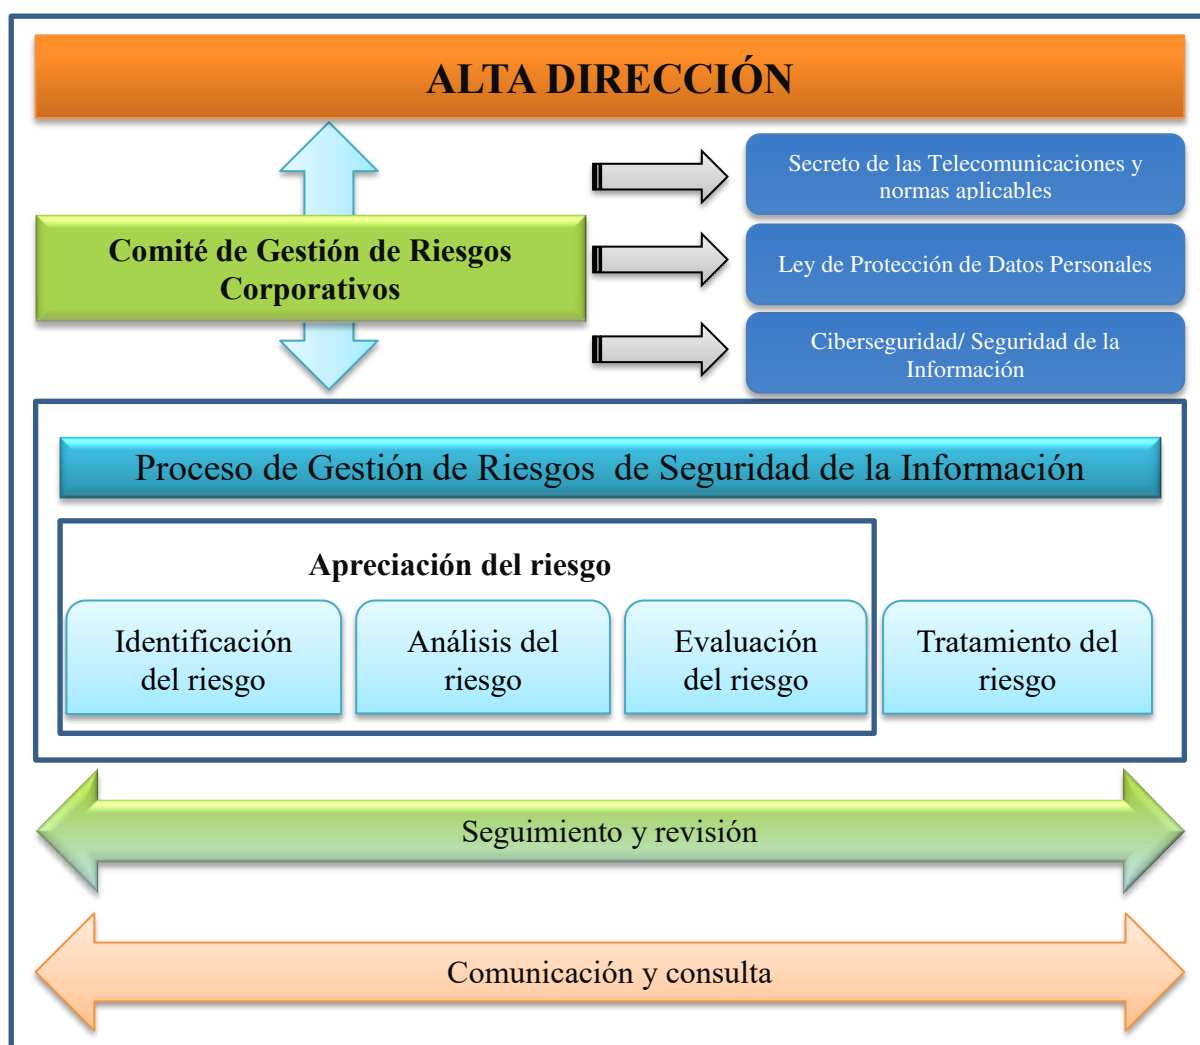 ALTA DIRECCIÓN
Secreto de las Telecomunicaciones y
normas aplicables
Comité de Gestión de Riesgos
Corporativos
Ley de Protección de Datos Personales
Ciberseguridad/ Seguridad de la
Información
Proceso de Gestión de Riesgos  de Seguridad de la Información
Apreciación del riesgo
Identificación
del riesgo
Análisis del
riesgo
Evaluación
del riesgo
Tratamiento del
riesgo
Seguimiento y revisión
Comunicación y consulta